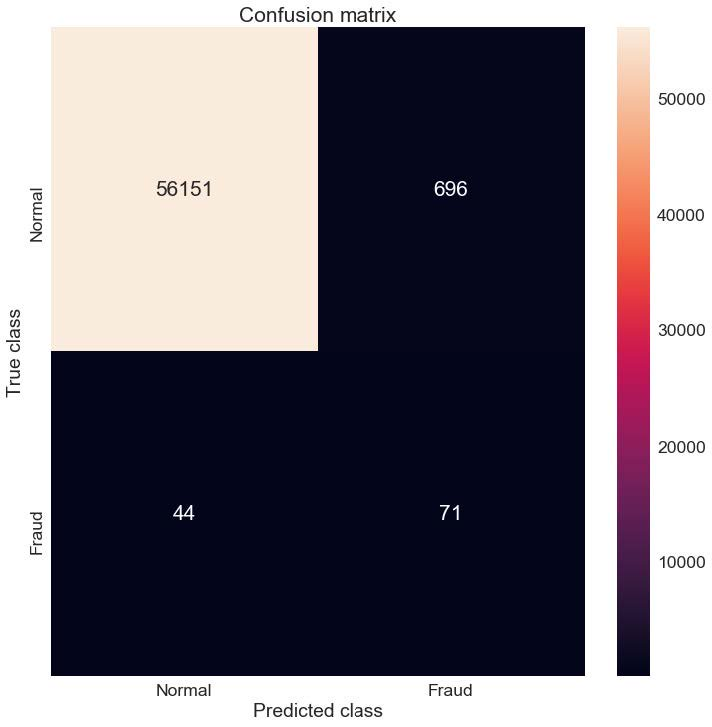 Confusion matrix
50000
56151 696
40000
Normal
30000
True class
20000
44 71
Fraud
10000
Normal Fraud
Predicted class